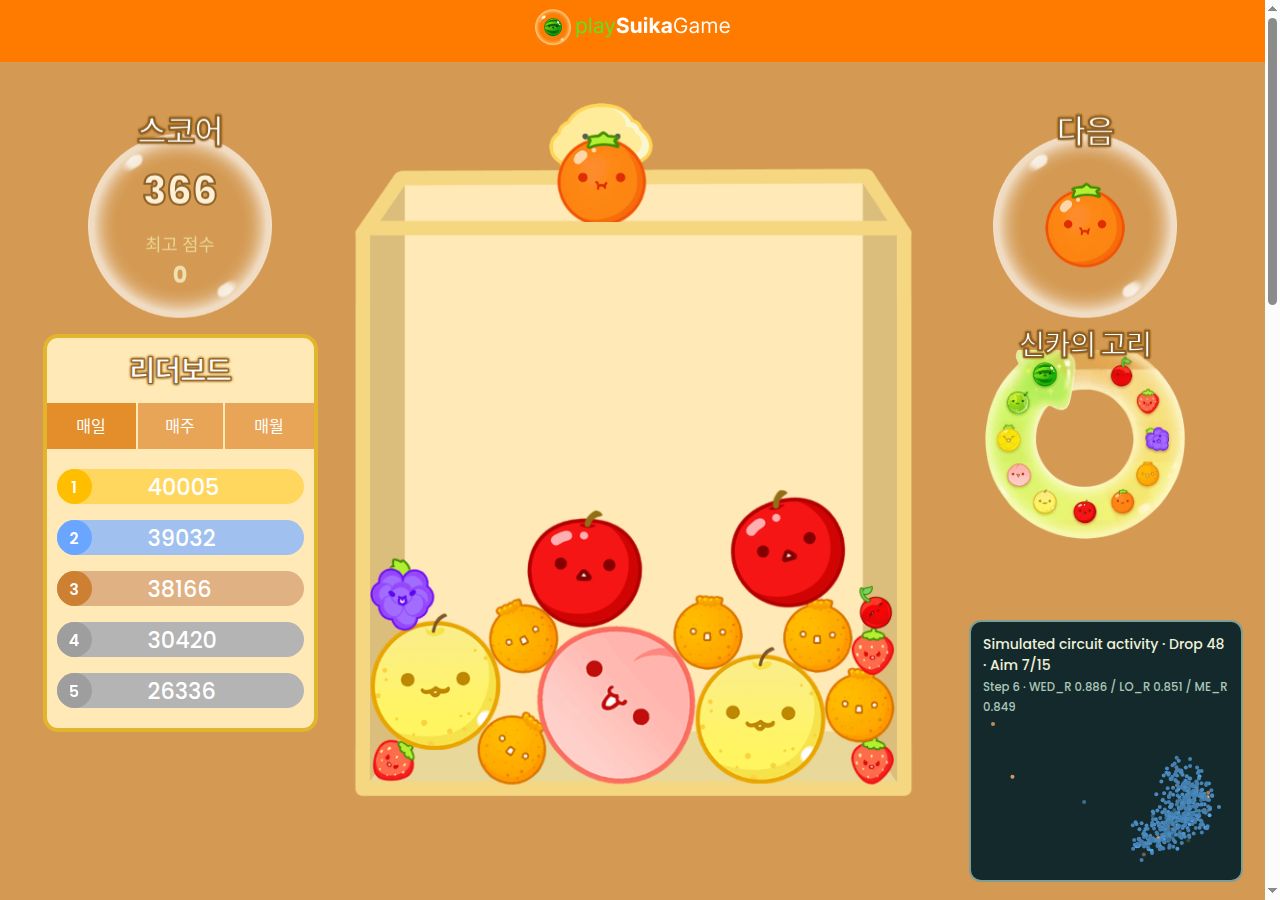 playSuikaGame
스코어
366
최고 점수
0
다음
신카의 고리
리더보드
매일 매주 매월
1 40005
2 39032
3 38166
4 30420
5 26336
Simulated circuit activity · Drop 48
· Aim 7/15
Step 6 · WED_R 0.886 / LO_R 0.851 / ME_R
0.849